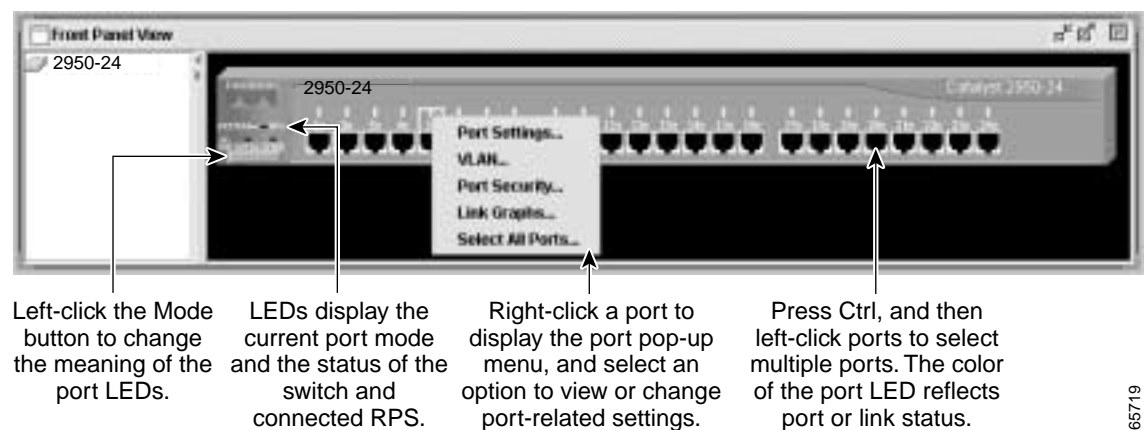 Front Panel View
2950-24
2950-24
Catalyst 2950-24
Port Settings...
VLAN...
Port Security...
Link Graphs...
Select All Ports...
Left-click the Mode
button to change
the meaning of the
port LEDs.
LEDs display the
current port mode
and the status of the
switch and
connected RPS.
Right-click a port to
display the port pop-up
menu, and select an
option to view or change
port-related settings.
Press Ctrl, and then
left-click ports to select
multiple ports. The color
of the port LED reflects
port or link status.
65719